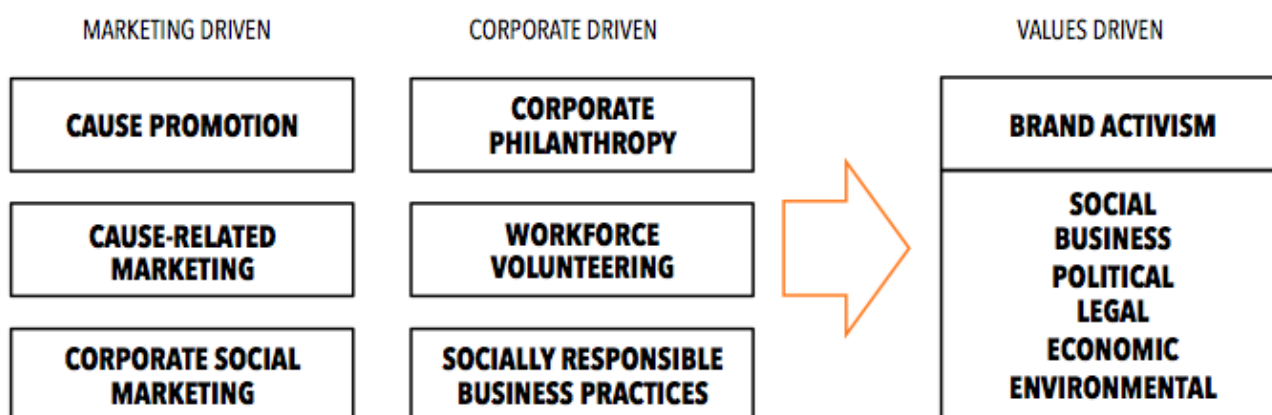 MARKETING DRIVEN
CAUSE PROMOTION
CAUSE-RELATED
MARKETING
CORPORATE SOCIAL
MARKETING
CORPORATE DRIVEN
CORPORATE
PHILANTHROPY
WORKFORCE
VOLUNTEERING
SOCIALLY RESPONSIBLE
BUSINESS PRACTICES
VALUES DRIVEN
BRAND ACTIVISM
SOCIAL
BUSINESS
POLITICAL
LEGAL
ECONOMIC
ENVIRONMENTAL